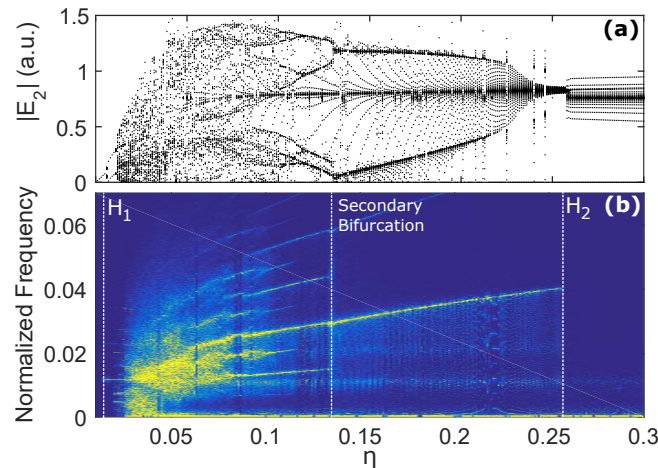 (a)
|E2| (a.u.)
1.5
1
0.5
0
(b)
H1
Secondary
Bifurcation
H2
Normalized Frequency
0.06
0.04
0.02
0
0.05
0.1
0.15
0.2
0.25
0.3
η